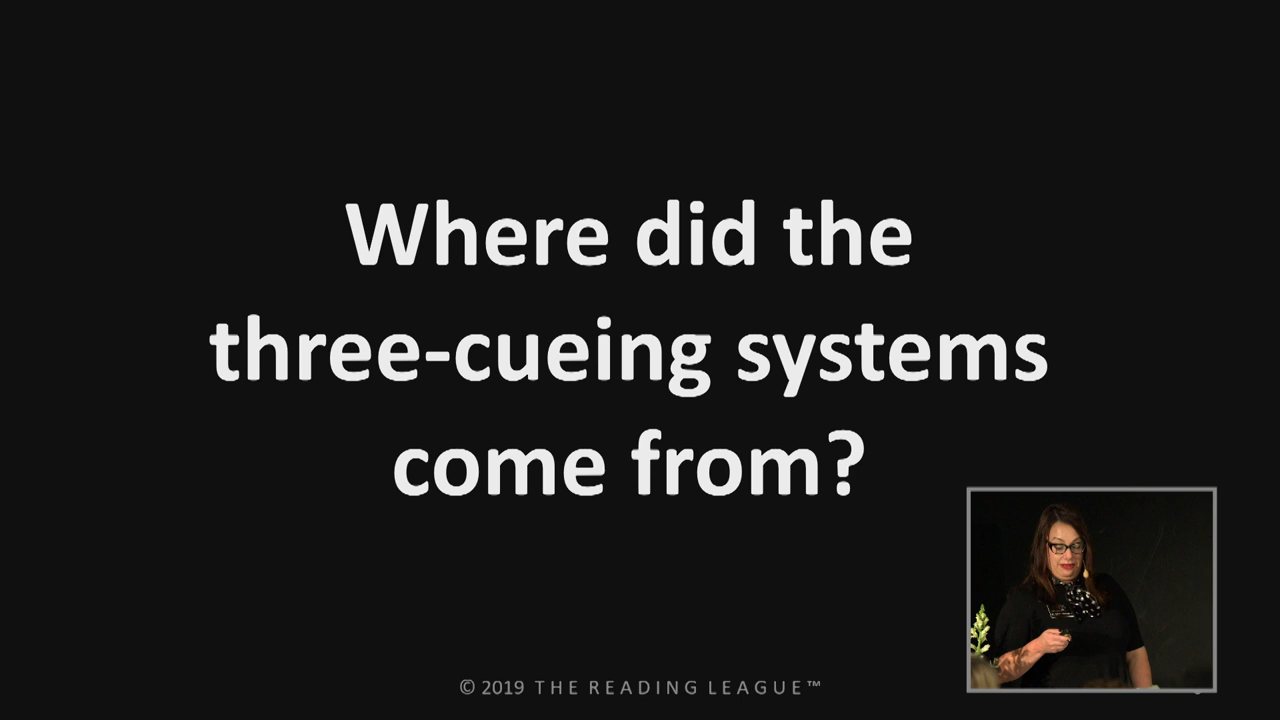 Where did the
three-cueing systems
come from?
© 2019 THE READING LEAGUE™